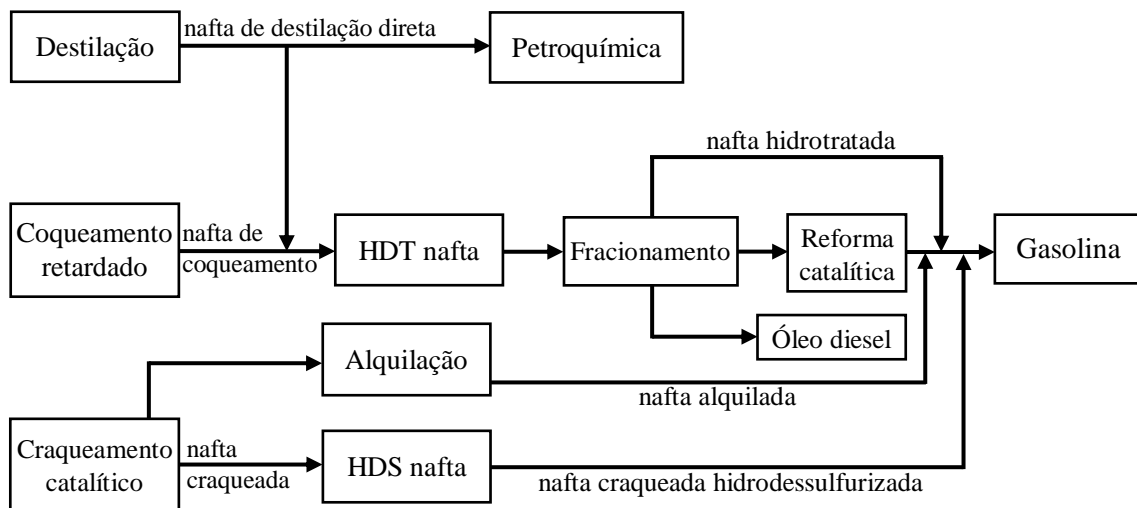 Destilação
nafta de destilação direta
Petroquímica
nafta hidrotratada
Coqueamento
retardado
nafta de
coqueamento
HDT nafta
Fracionamento
Reforma
catalítica
Gasolina
Óleo diesel
Alquilação
nafta alquilada
Craqueamento
catalítico
nafta
craqueada
HDS nafta
nafta craqueada hidrodessulfurizada